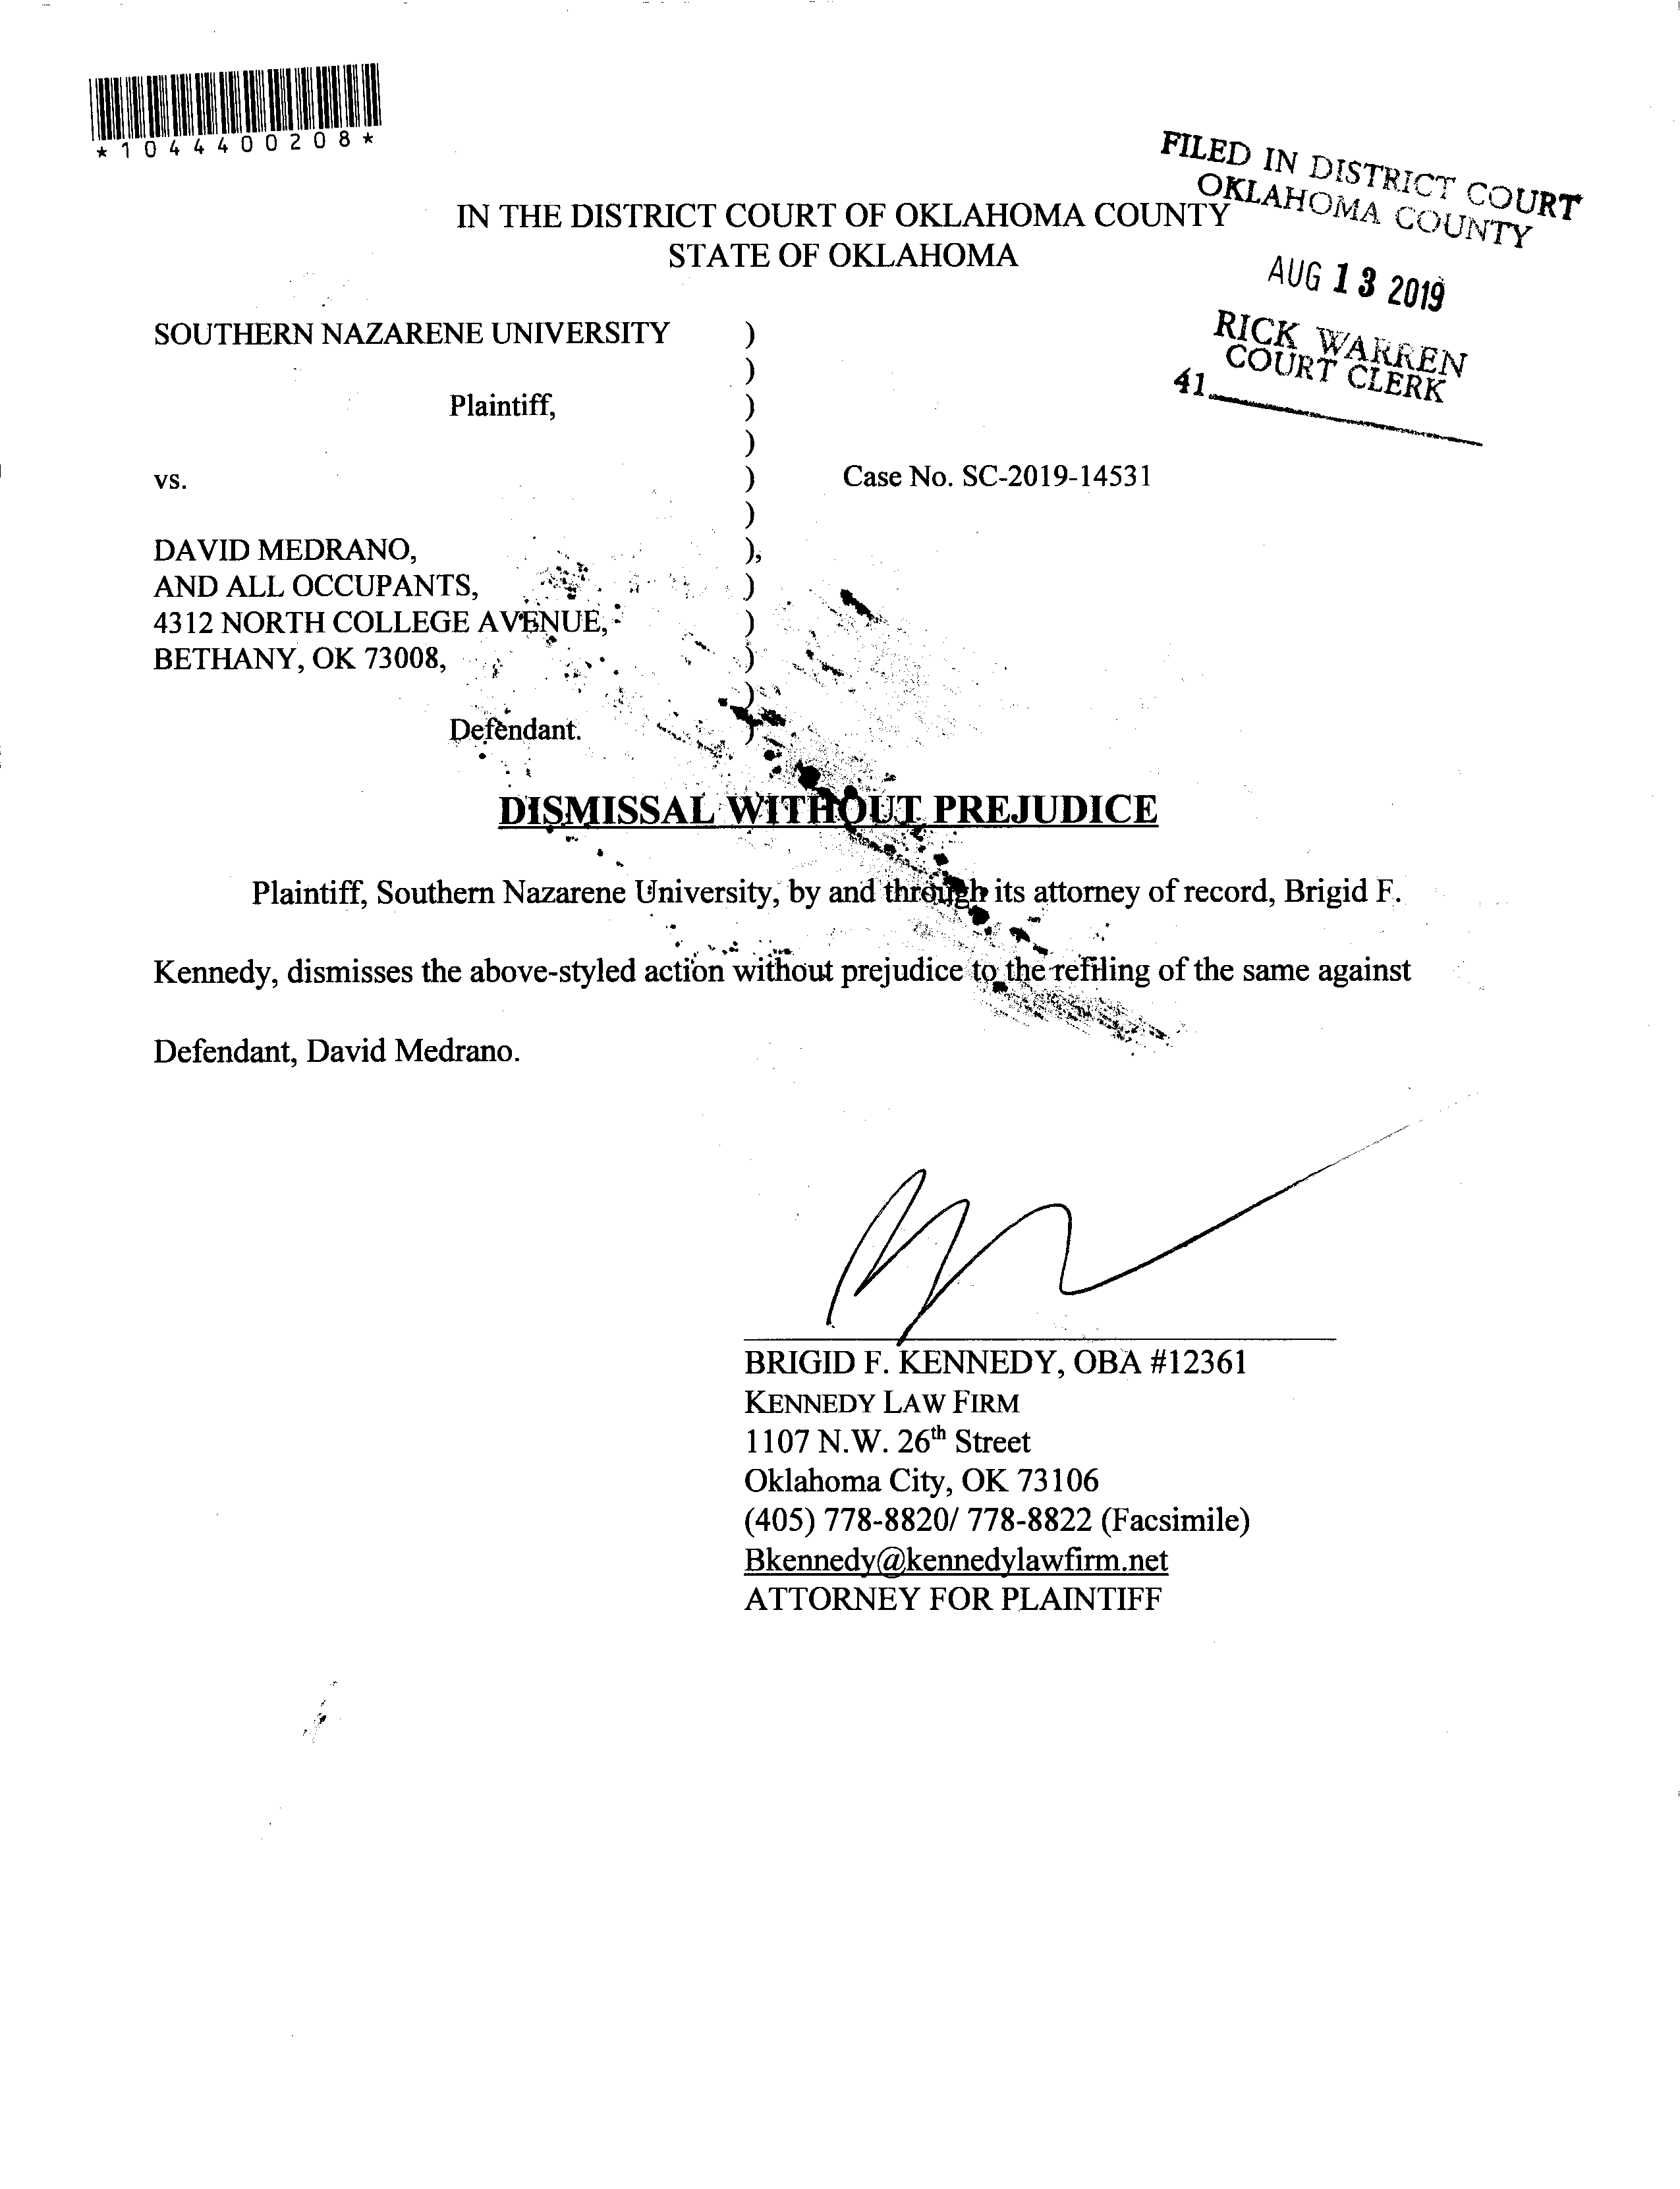 *1044400208*
FILED IN DISTRICT COURT
OKLAHOMA COUNTY
AUG 13 2019
RICK WARREN
COURT CLERK
41
IN THE DISTRICT COURT OF OKLAHOMA COUNTY
STATE OF OKLAHOMA
SOUTHERN NAZARENE UNIVERSITY )
)
Plaintiff, )
)
vs. ) Case No. SC-2019-14531
)
DAVID MEDRANO, ),
AND ALL OCCUPANTS, )
4312 NORTH COLLEGE AVENUE, )
BETHANY, OK 73008, )
)
Defendant. )
DISMISSAL WITHOUT PREJUDICE
Plaintiff, Southern Nazarene University, by and through its attorney of record, Brigid F.
Kennedy, dismisses the above-styled action without prejudice to the refiling of the same against
Defendant, David Medrano.
BRIGID F. KENNEDY, OBA #12361
KENNEDY LAW FIRM
1107 N.W. 26th Street
Oklahoma City, OK 73106
(405) 778-8820/ 778-8822 (Facsimile)
Bkennedy@kennedylawfirm.net
ATTORNEY FOR PLAINTIFF